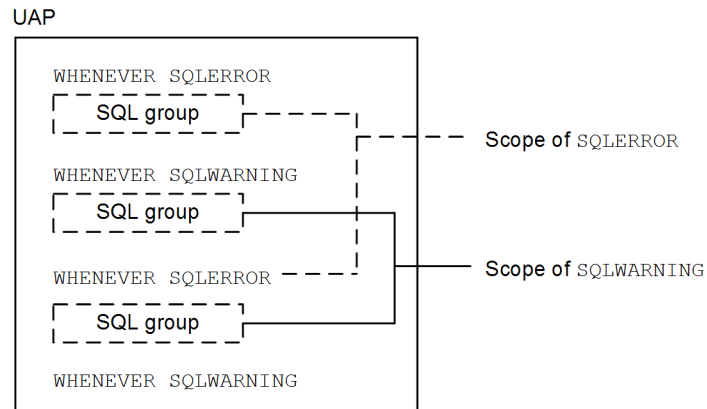 UAP
WHENEVER SQLERROR
SQL group
Scope of SQLERROR
WHENEVER SQLWARNING
SQL group
Scope of SQLWARNING
WHENEVER SQLERROR
SQL group
WHENEVER SQLWARNING